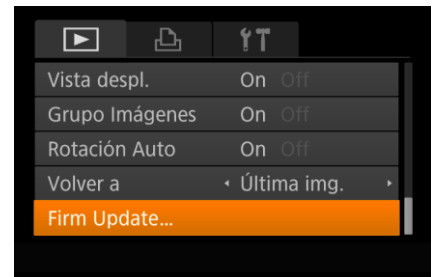 Vista despl. On Off
Grupo Imágenes On Off
Rotación Auto On Off
Volver a Última img.
Firm Update...